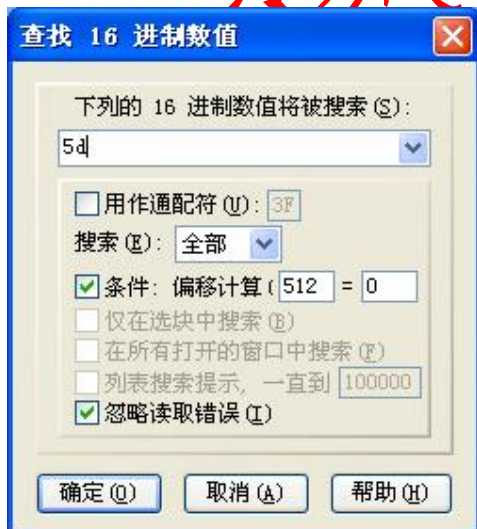 查找 16 进制数值
下列的 16 进制数值将被搜索(S):
5d
用作通配符(U): 3F
搜索(E): 全部
条件: 偏移计算( 512 = 0
仅在选块中搜索(B)
在所有打开的窗口中搜索(F)
列表搜索提示, 一直到 100000
忽略读取错误(I)
确定(O) 取消(A) 帮助(H)